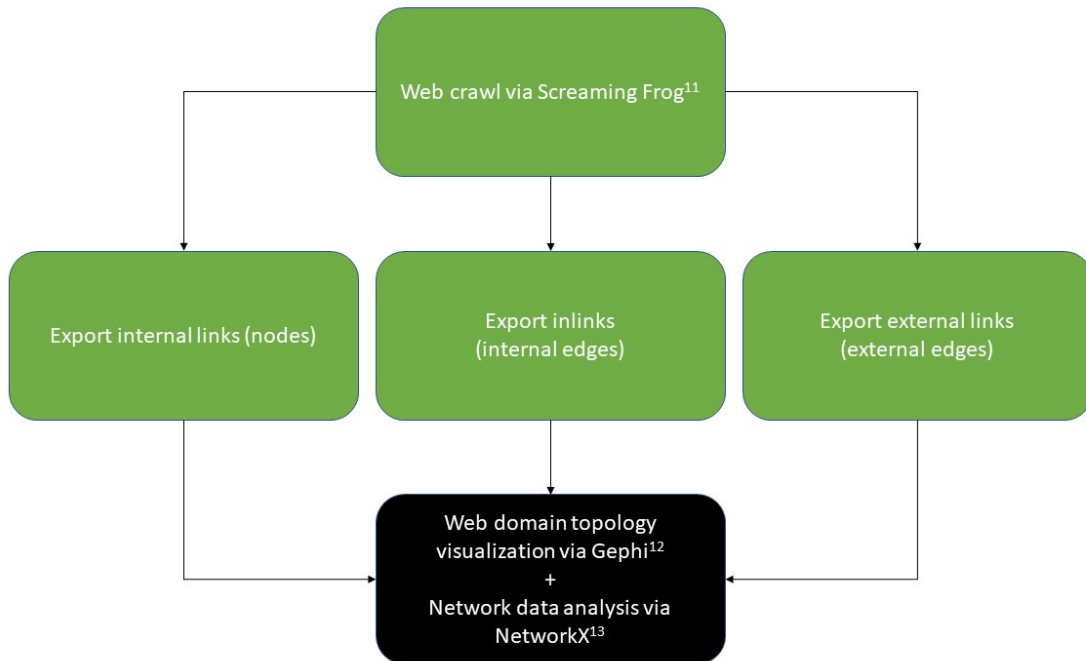 Web crawl via Screaming Frog¹¹
Export internal links (nodes)
Export inlinks
(internal edges)
Export external links
(external edges)
Web domain topology
visualization via Gephi¹²
+
Network data analysis via
NetworkX¹³